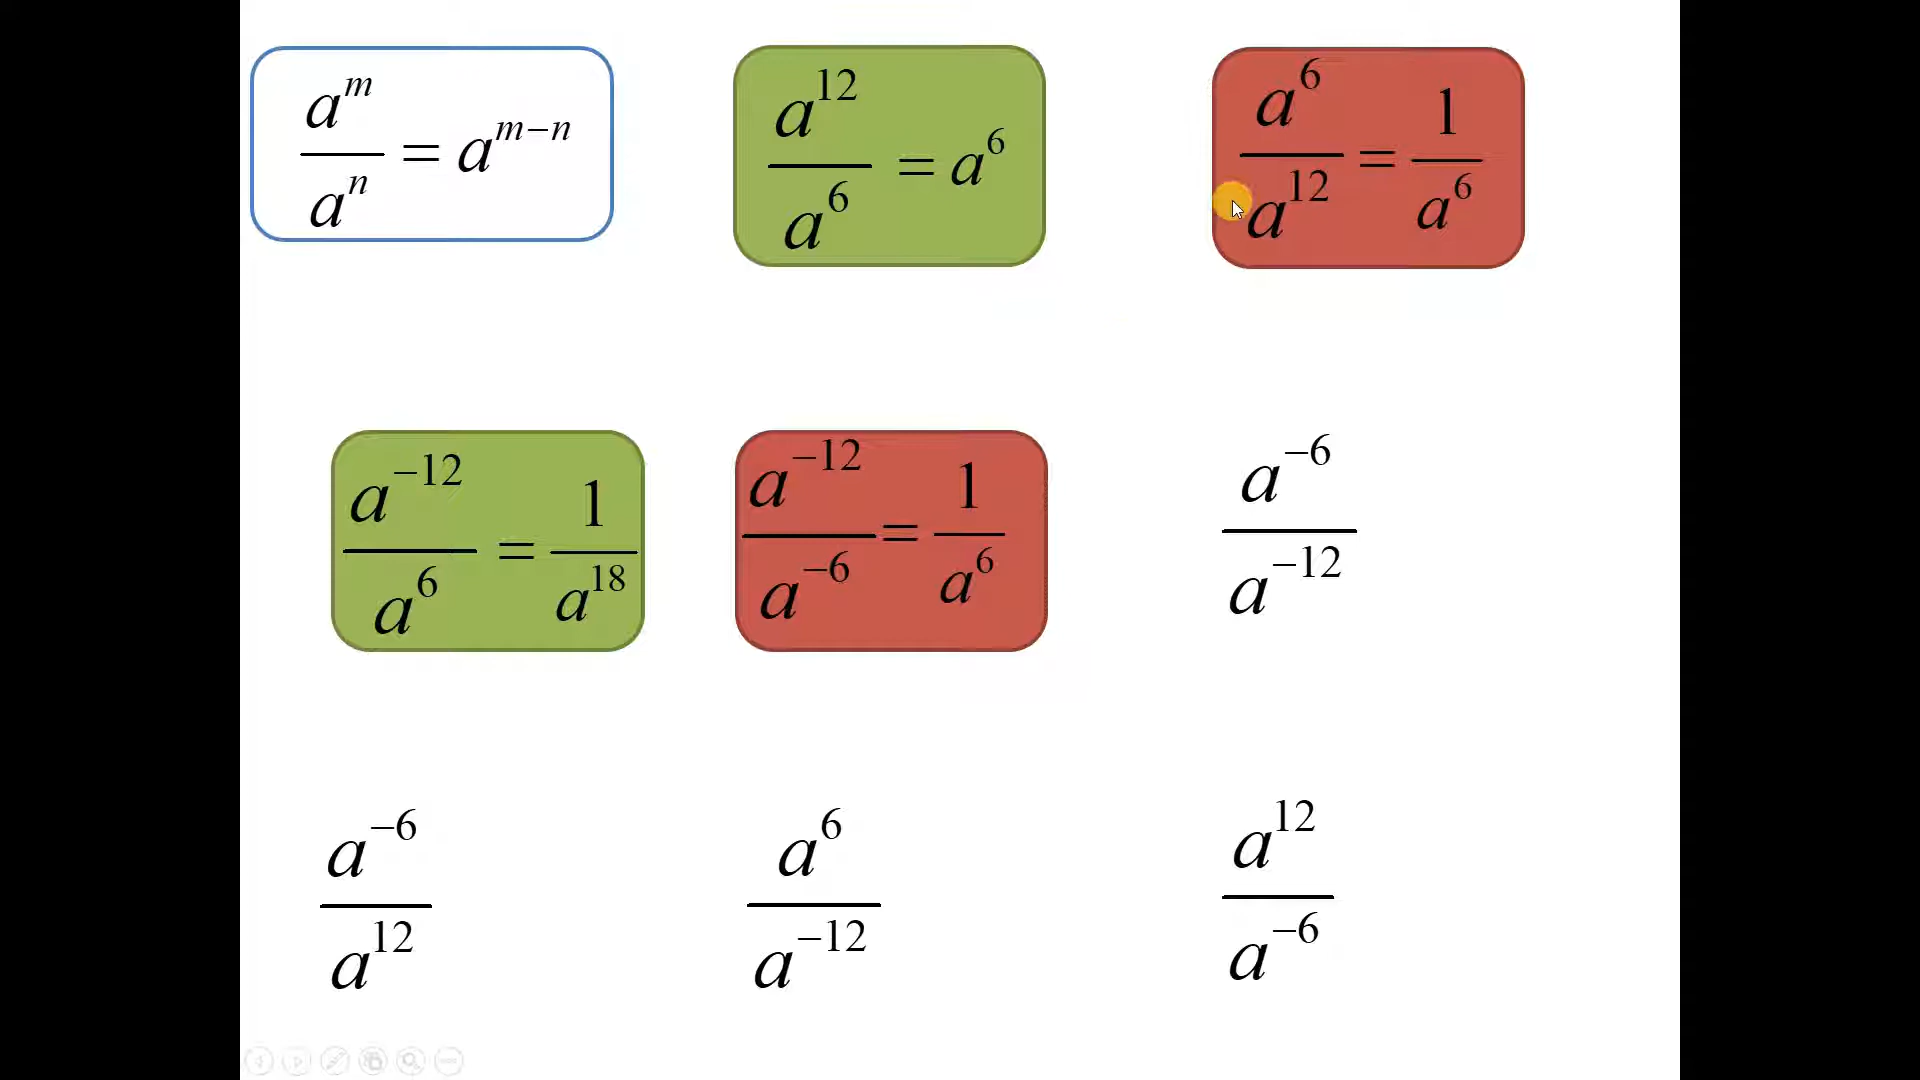 a^m / a^n = a^{m−n}
a^{12} / a^6 = a^6
a^6 / a^{12} = 1 / a^6
a^{−12} / a^6 = 1 / a^{18}
a^{−12} / a^{−6} = 1 / a^6
a^{−6} / a^{−12}
a^{−6} / a^{12}
a^6 / a^{−12}
a^{12} / a^{−6}